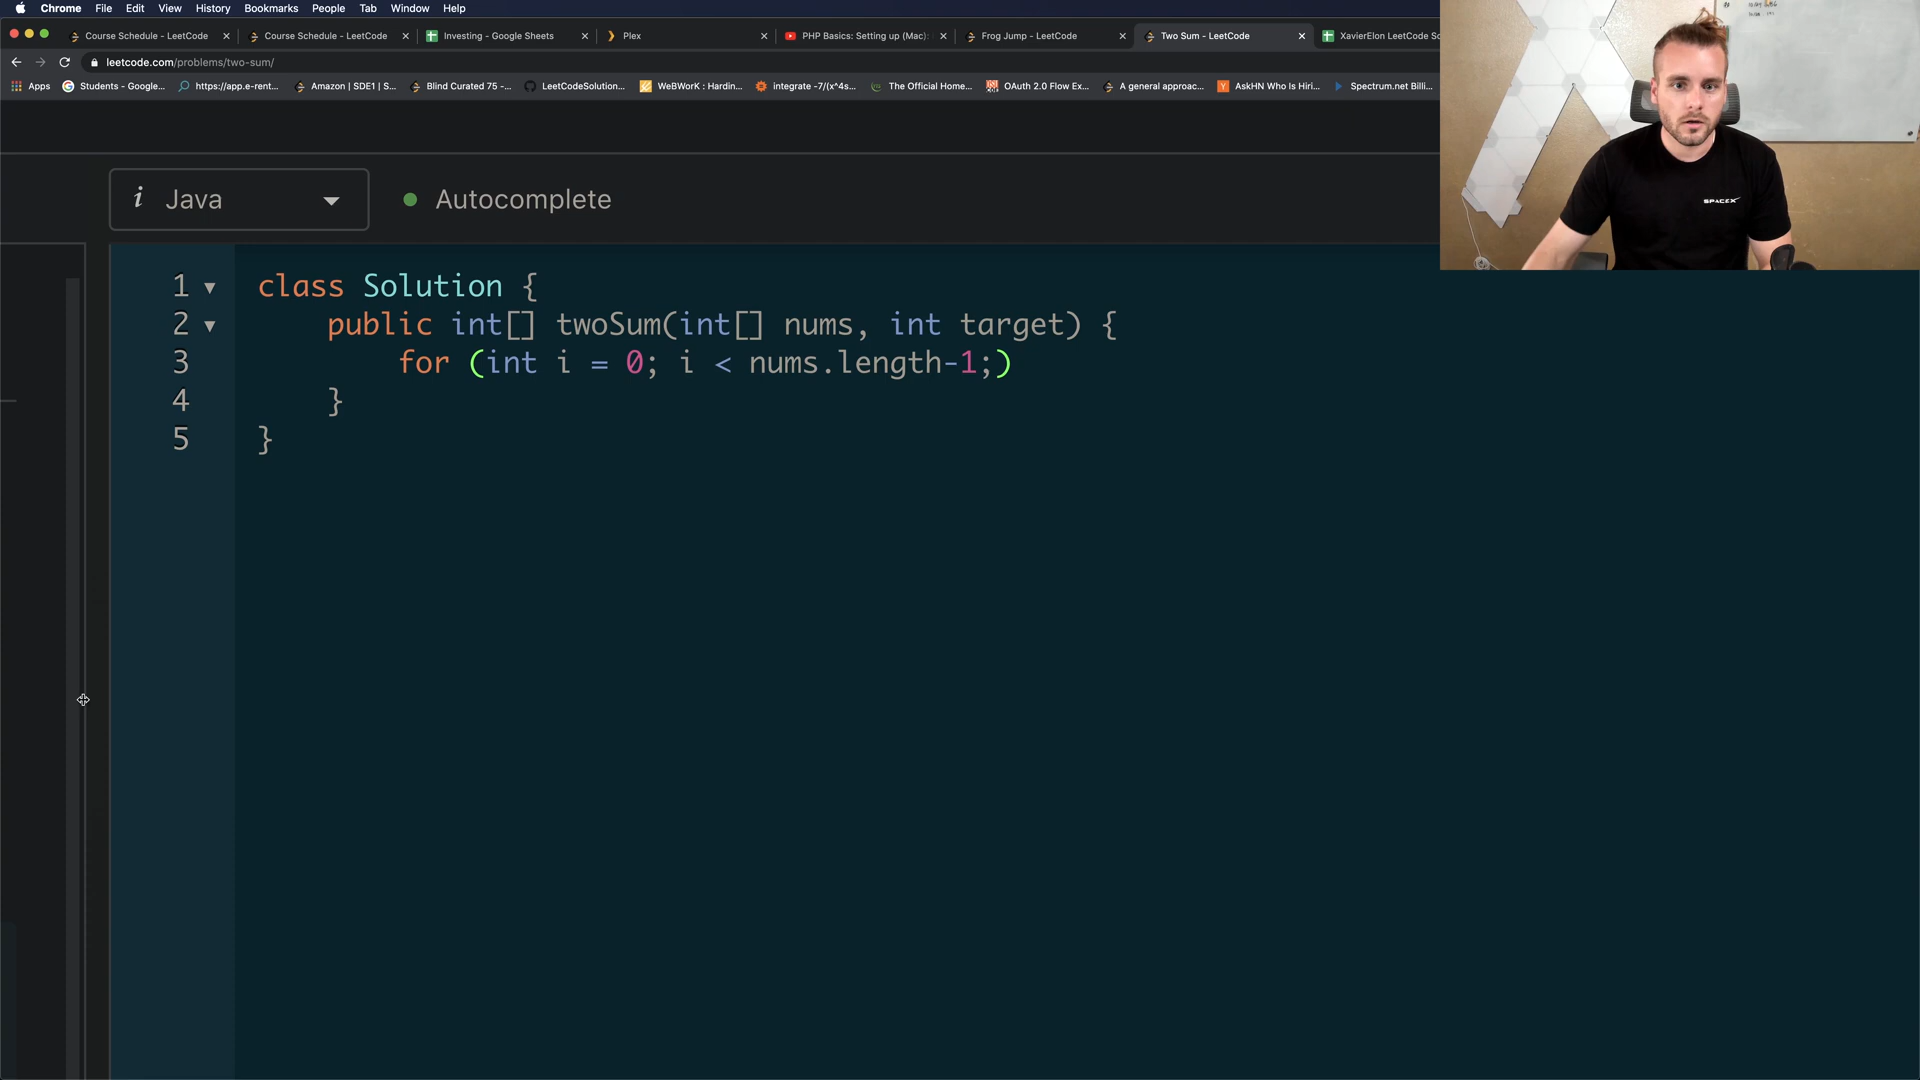 Chrome File Edit View History Bookmarks People Tab Window Help
Course Schedule - LeetCode Course Schedule - LeetCode Investing - Google Sheets Plex PHP Basics: Setting up (Mac): Frog Jump - LeetCode Two Sum - LeetCode XavierElon LeetCode So
leetcode.com/problems/two-sum/
Apps Students - Google... https://app.e-rent... Amazon | SDE1 | S... Blind Curated 75 -... LeetCodeSolution... WeBWorK : Hardin... integrate -7/(x^4s... The Official Home... OAuth 2.0 Flow Ex... A general approac... AskHN Who Is Hiri... Spectrum.net Billi...
SPACEX
i Java Autocomplete
1 class Solution {
2 public int[] twoSum(int[] nums, int target) {
3 for (int i = 0; i < nums.length-1;)
4 }
5 }